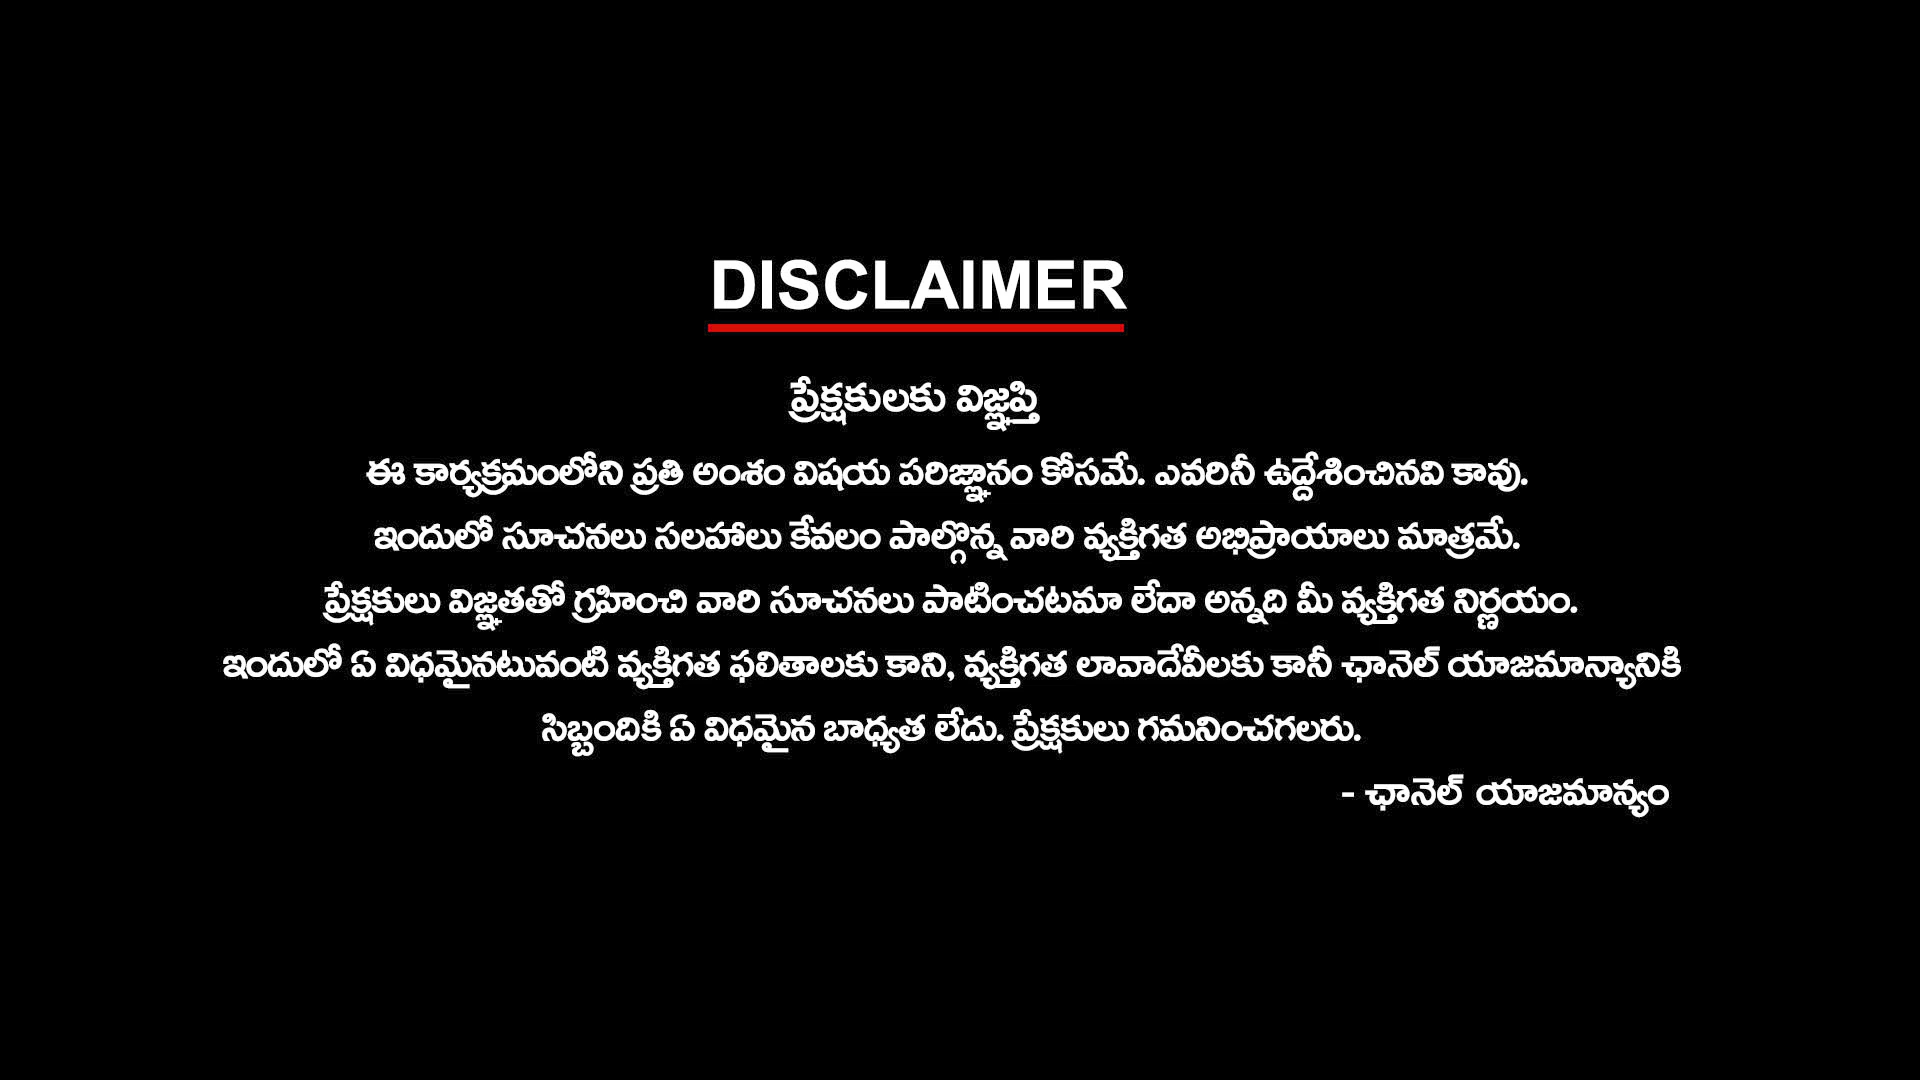 DISCLAIMER
ప్రేక్షకులకు విజ్ఞప్తి
ఈ కార్యక్రమంలోని ప్రతి అంశం విషయ పరిజ్ఞానం కోసమే. ఎవరినీ ఉద్దేశించినవి కావు.
ఇందులో సూచనలు సలహాలు కేవలం పాల్గొన్న వారి వ్యక్తిగత అభిప్రాయాలు మాత్రమే.
ప్రేక్షకులు విజ్ఞతతో గ్రహించి వారి సూచనలు పాటించటమా లేదా అన్నది మీ వ్యక్తిగత నిర్ణయం.
ఇందులో ఏ విధమైనటువంటి వ్యక్తిగత ఫలితాలకు కాని, వ్యక్తిగత లావాదేవీలకు కానీ ఛానెల్ యాజమాన్యానికి
సిబ్బందికి ఏ విధమైన బాధ్యత లేదు. ప్రేక్షకులు గమనించగలరు.
- ఛానెల్ యాజమాన్యం